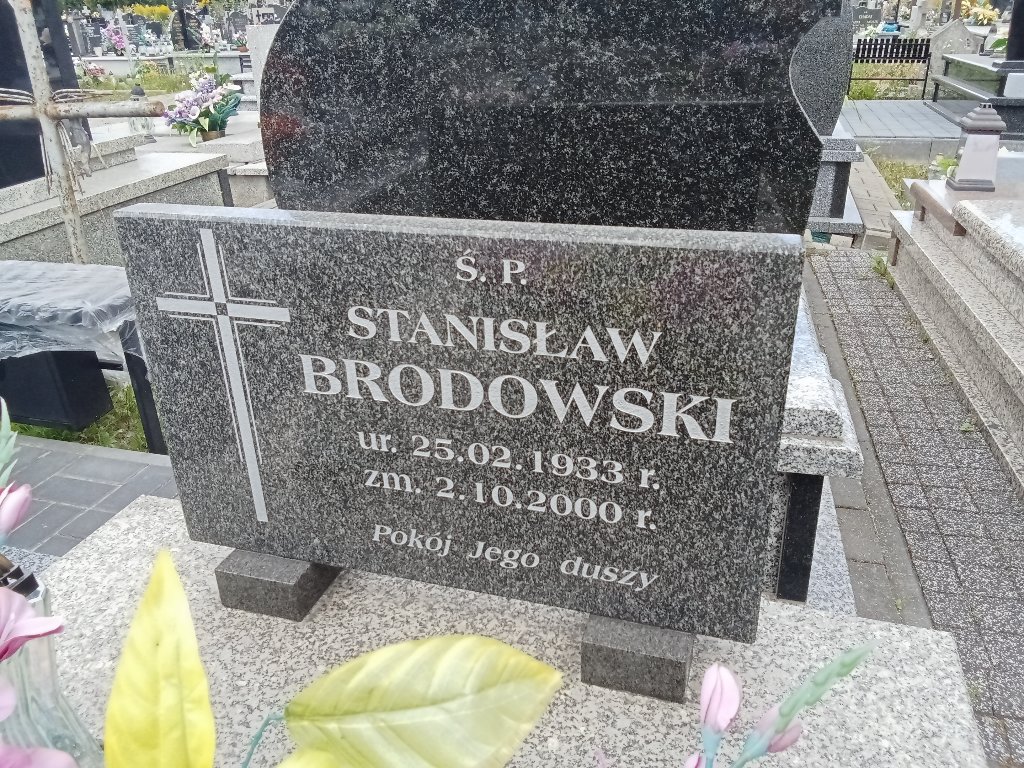 Ś. P.
STANISŁAW
BRODOWSKI
ur. 25.02.1933 r.
zm. 2.10.2000 r.
Pokój Jego duszy